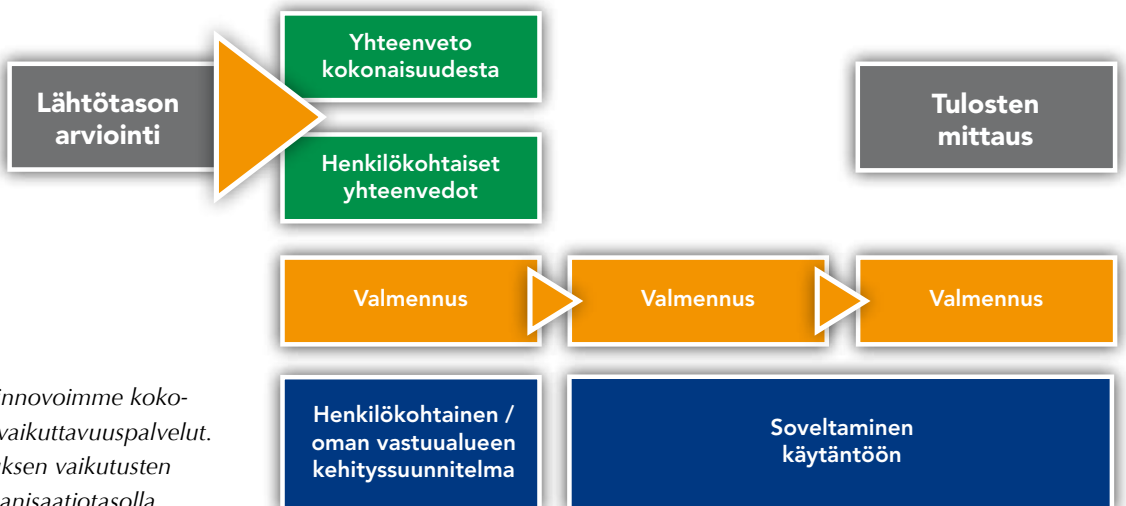 Lähtötason
arviointi
Yhteenveto
kokonaisuudesta
Henkilökohtaiset
yhteenvedot
Tulosten
mittaus
Valmennus
Valmennus
Valmennus
innovoimme koko-
vaikuttavuuspalvelut.
ksen vaikutusten
anisaatiotasolla
Henkilökohtainen /
oman vastuualueen
kehityssuunnitelma
Soveltaminen
käytäntöön